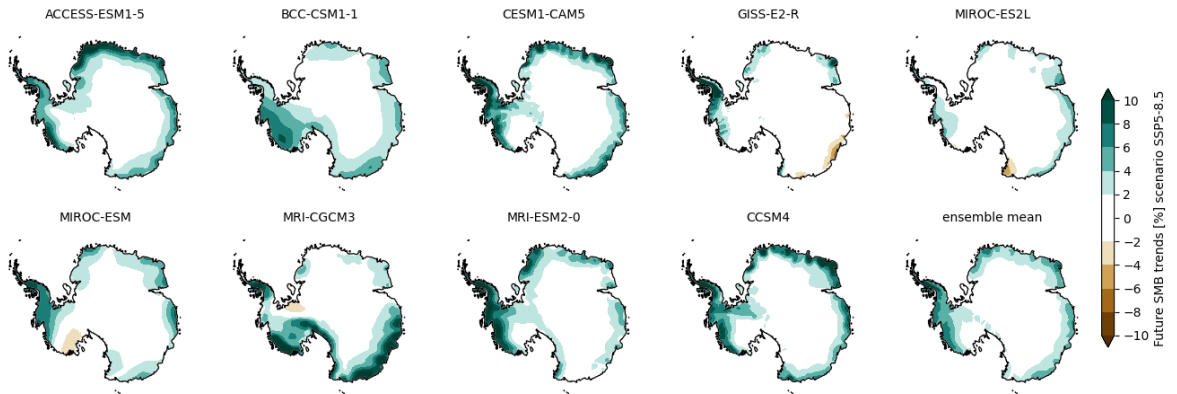 ACCESS-ESM1-5
BCC-CSM1-1
CESM1-CAM5
GISS-E2-R
MIROC-ES2L
MIROC-ESM
MRI-CGCM3
MRI-ESM2-0
CCSM4
ensemble mean
10
8
6
4
2
0
−2
−4
−6
−8
−10
Future SMB trends [%] scenario SSP5-8.5